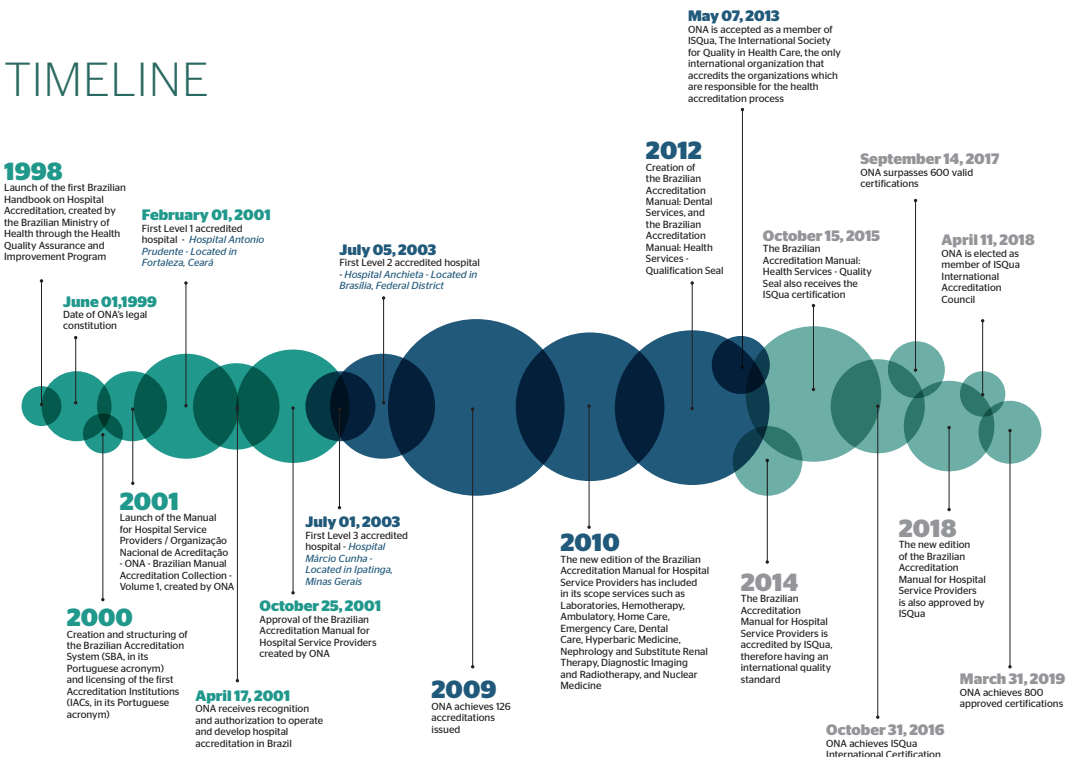 TIMELINE
1998
Launch of the first Brazilian
Handbook on Hospital
Accreditation, created by
the Brazilian Ministry of
Health through the Health
Quality Assurance and
Improvement Program
June 01,1999
Date of ONA's legal
constitution
2000
Creation and structuring of
the Brazilian Accreditation
System (SBA, in its
Portuguese acronym)
and licensing of the first
Accreditation Institutions
(IACs, in its Portuguese
acronym)
2001
Launch of the Manual
for Hospital Service
Providers / Organização
Nacional de Acreditação
- ONA - Brazilian Manual
Accreditation Collection -
Volume 1, created by ONA
February 01, 2001
First Level 1 accredited
hospital - Hospital Antonio
Prudente - Located in
Fortaleza, Ceará
April 17, 2001
ONA receives recognition
and authorization to operate
and develop hospital
accreditation in Brazil
October 25, 2001
Approval of the Brazilian
Accreditation Manual for
Hospital Service Providers
created by ONA
July 01, 2003
First Level 3 accredited
hospital - Hospital
Márcio Cunha -
Located in Ipatinga,
Minas Gerais
July 05, 2003
First Level 2 accredited hospital
- Hospital Anchieta - Located in
Brasília, Federal District
2009
ONA achieves 126
accreditations
issued
2010
The new edition of the Brazilian
Accreditation Manual for Hospital
Service Providers has included
in its scope services such as
Laboratories, Hemotherapy,
Ambulatory, Home Care,
Emergency Care, Dental
Care, Hyperbaric Medicine,
Nephrology and Substitute Renal
Therapy, Diagnostic Imaging
and Radiotherapy, and Nuclear
Medicine
2012
Creation of
the Brazilian
Accreditation
Manual: Dental
Services, and
the Brazilian
Accreditation
Manual: Health
Services -
Qualification Seal
May 07, 2013
ONA is accepted as a member of
ISQua, The International Society
for Quality in Health Care, the only
international organization that
accredits the organizations which
are responsible for the health
accreditation process
2014
The Brazilian
Accreditation
Manual for Hospital
Service Providers is
accredited by ISQua,
therefore having an
international quality
standard
October 15, 2015
The Brazilian
Accreditation Manual:
Health Services - Quality
Seal also receives the
ISQua certification
October 31, 2016
ONA achieves ISQua
International Certification
September 14, 2017
ONA surpasses 600 valid
certifications
2018
The new edition
of the Brazilian
Accreditation
Manual for Hospital
Service Providers
is also approved by
ISQua
April 11, 2018
ONA is elected as
member of ISQua
International
Accreditation
Council
March 31, 2019
ONA achieves 800
approved certifications